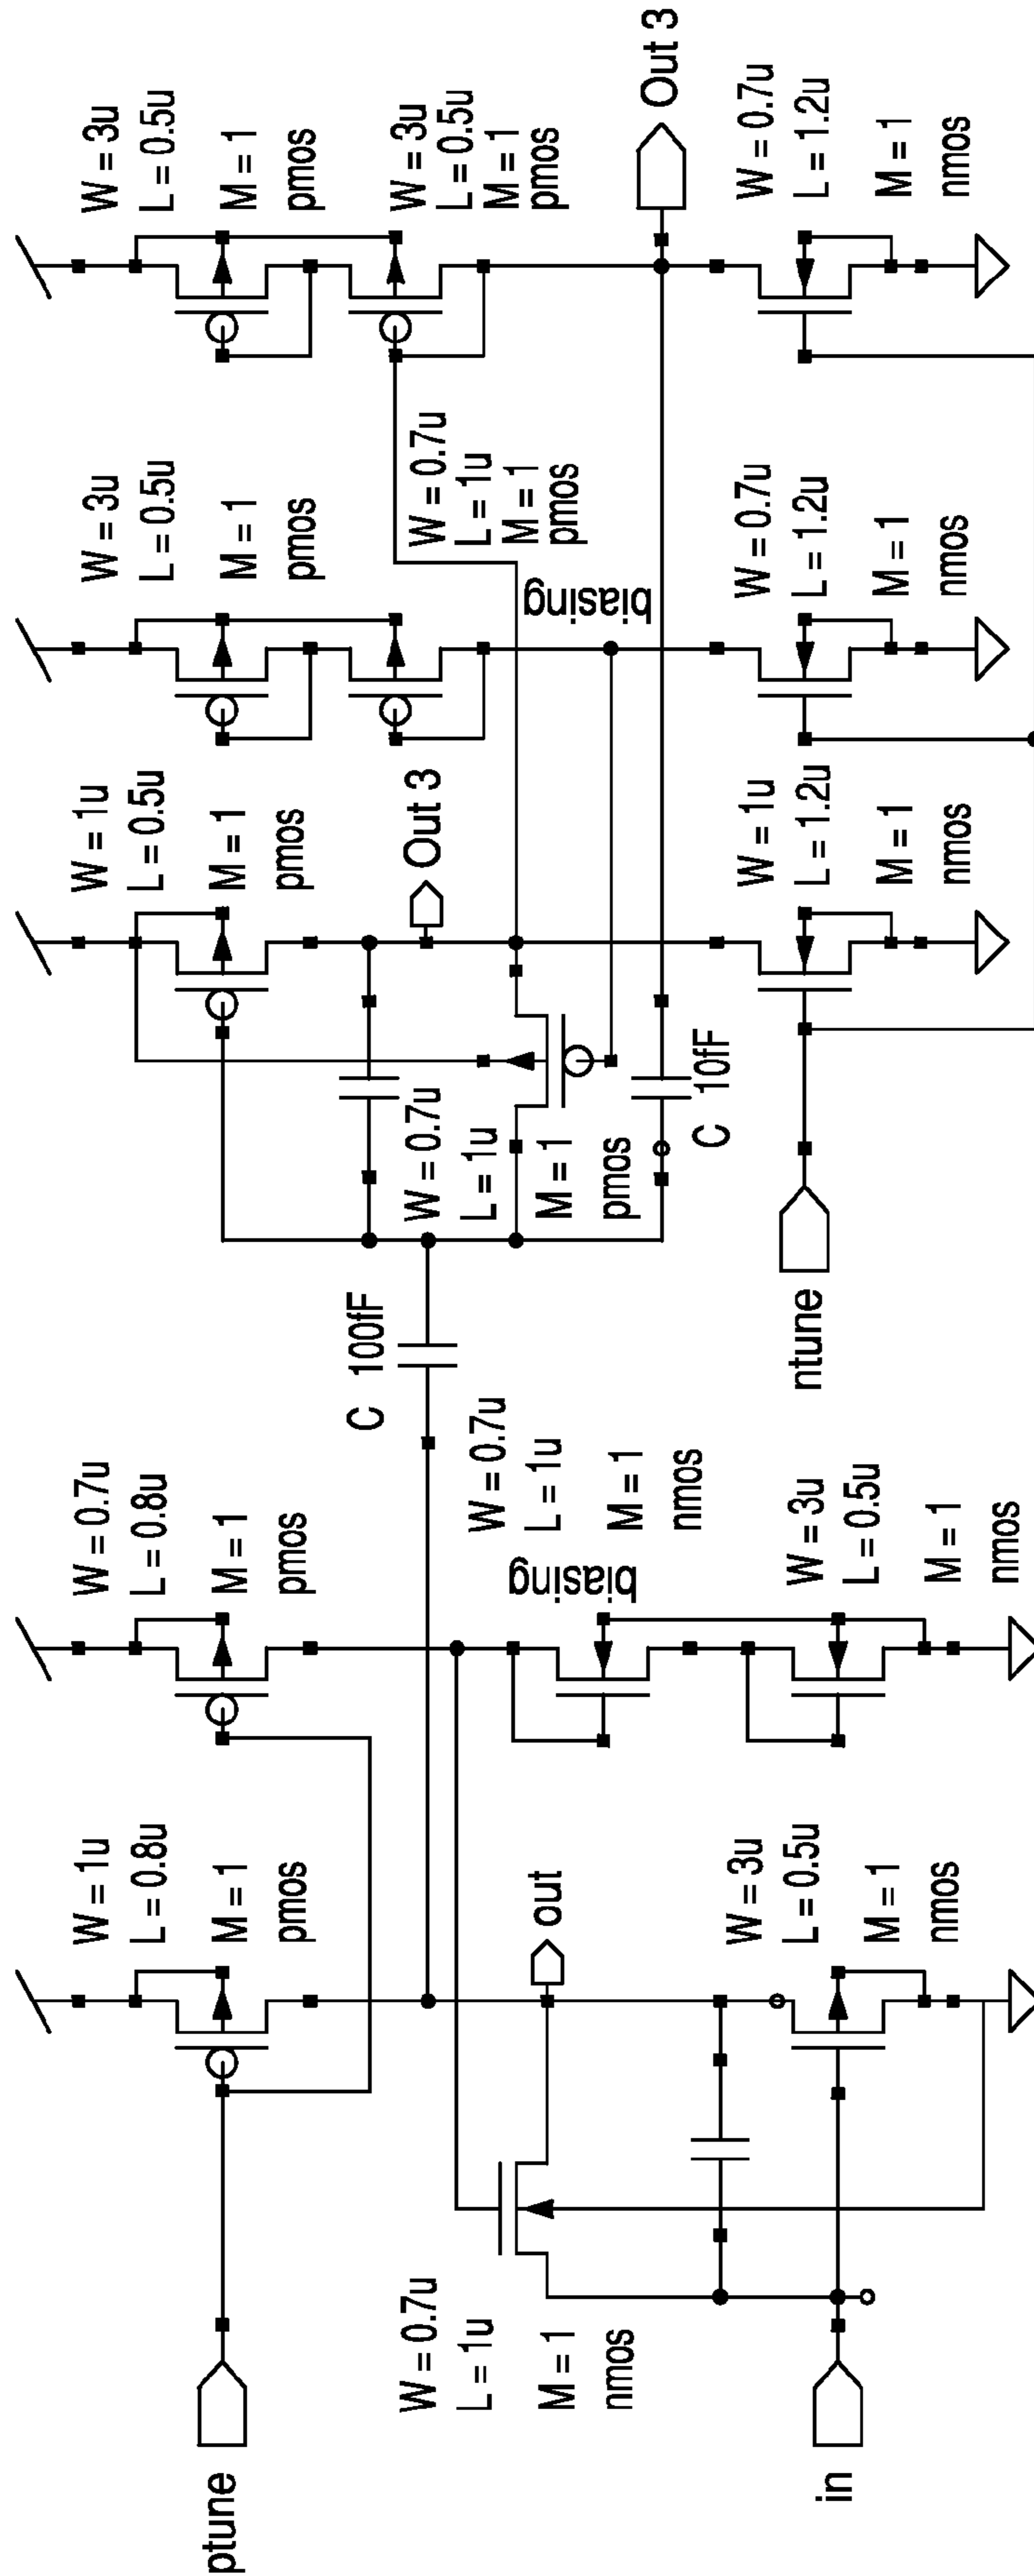 ptune
in
W = 0.7u
L = 1u
M = 1
nmos
W = 1u
L = 0.8u
M = 1
pmos
out
W = 3u
L = 0.5u
M = 1
nmos
W = 0.7u
L = 0.8u
M = 1
pmos
W = 0.7u
L = 1u
biasing
M = 1
nmos
W = 3u
L = 0.5u
M = 1
nmos
C 100fF
ntune
W = 0.7u
L = 1u
M = 1
pmos
C 10fF
W = 1u
L = 0.5u
M = 1
pmos
Out 3
W = 1u
L = 1.2u
M = 1
nmos
W = 3u
L = 0.5u
M = 1
pmos
W = 0.7u
L = 1u
M = 1
pmos
biasing
W = 0.7u
L = 1.2u
M = 1
nmos
W = 3u
L = 0.5u
M = 1
pmos
W = 3u
L = 0.5u
M = 1
pmos
Out 3
W = 0.7u
L = 1.2u
M = 1
nmos